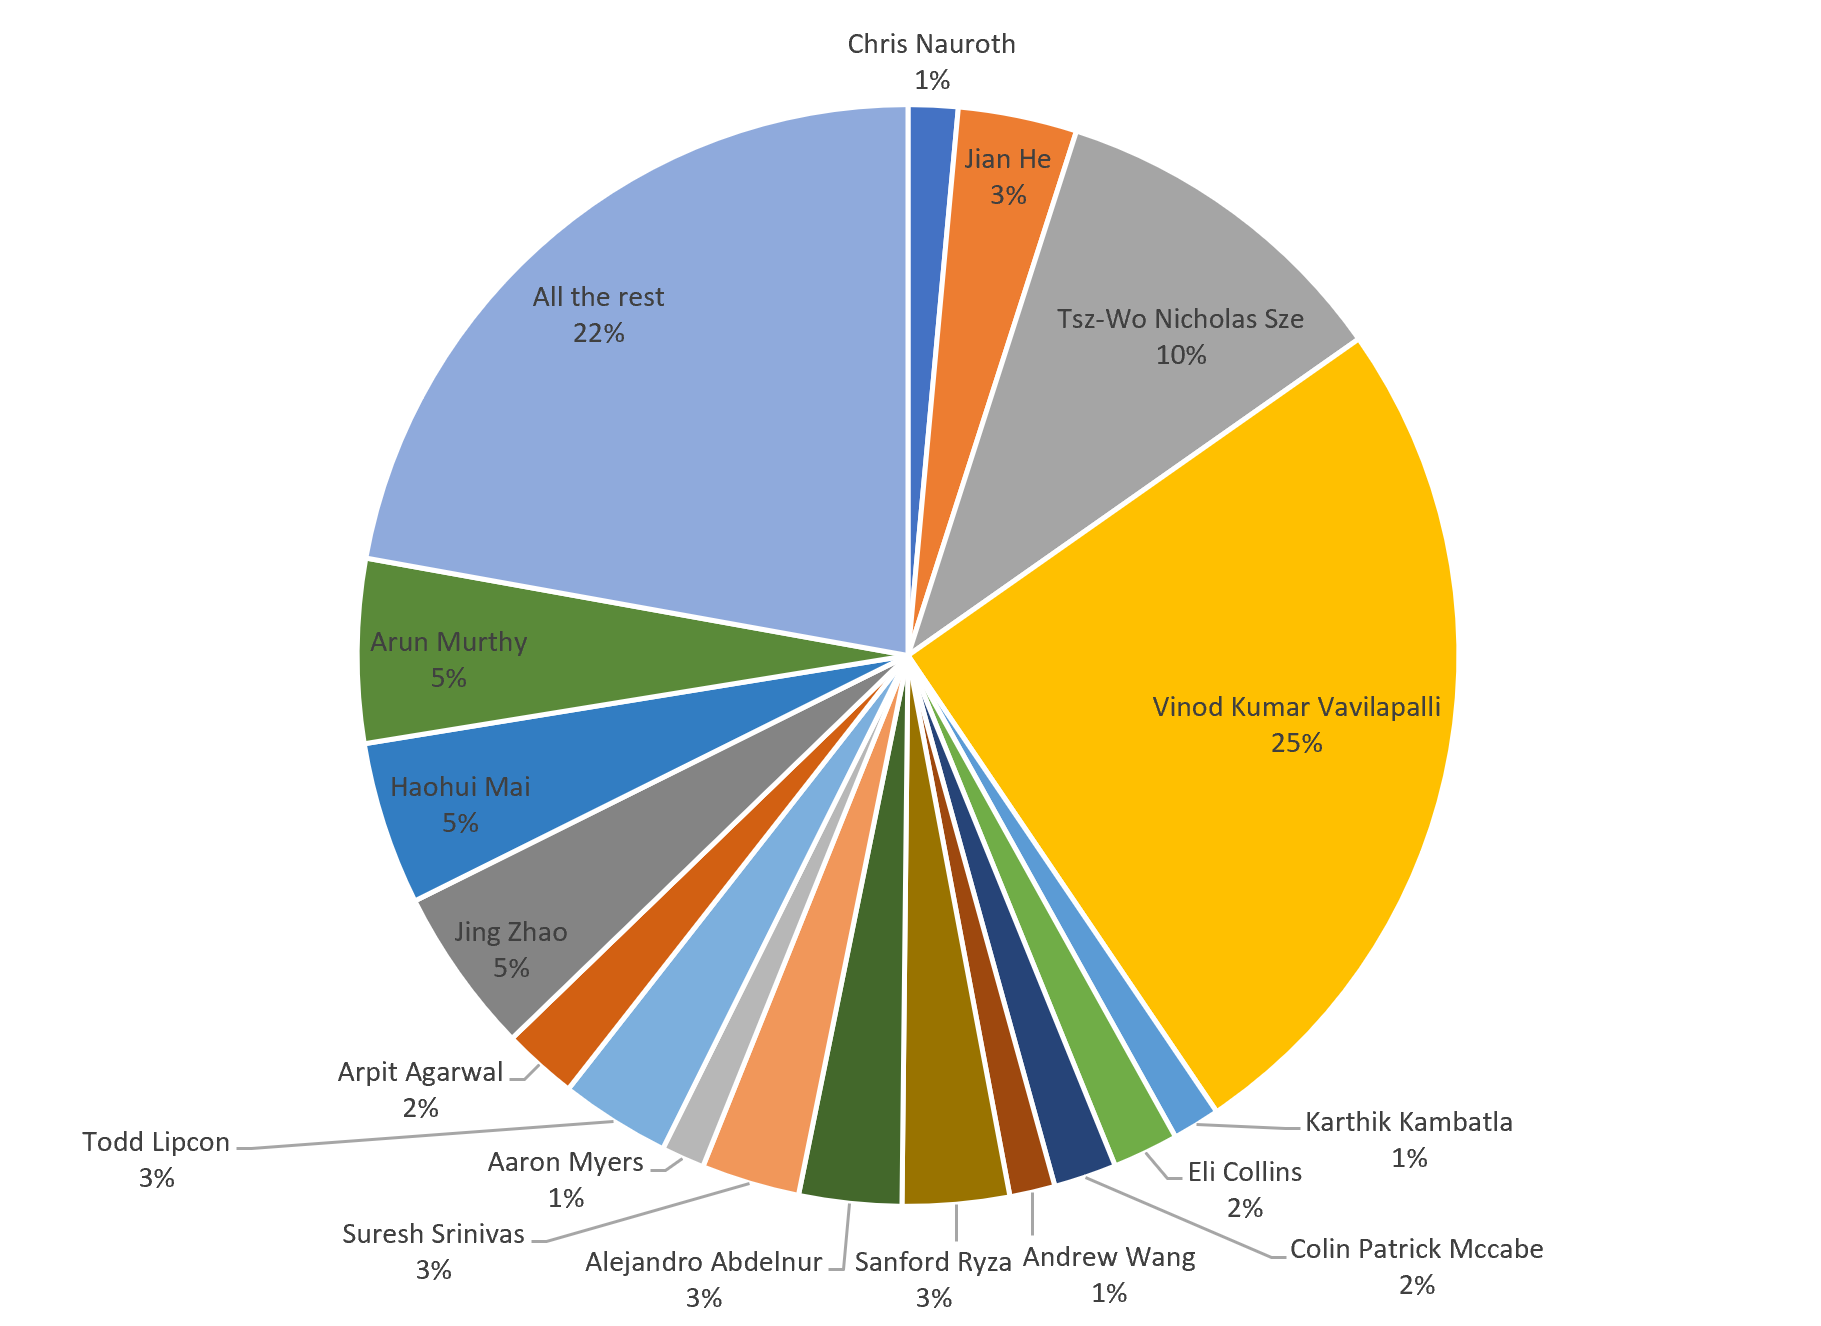 Chris Nauroth
1%
Jian He
3%
Tsz-Wo Nicholas Sze
10%
Vinod Kumar Vavilapalli
25%
Karthik Kambatla
1%
Eli Collins
2%
Colin Patrick Mccabe
2%
Andrew Wang
1%
Sanford Ryza
3%
Alejandro Abdelnur
3%
Suresh Srinivas
3%
Aaron Myers
1%
Todd Lipcon
3%
Arpit Agarwal
2%
Jing Zhao
5%
Haohui Mai
5%
Arun Murthy
5%
All the rest
22%